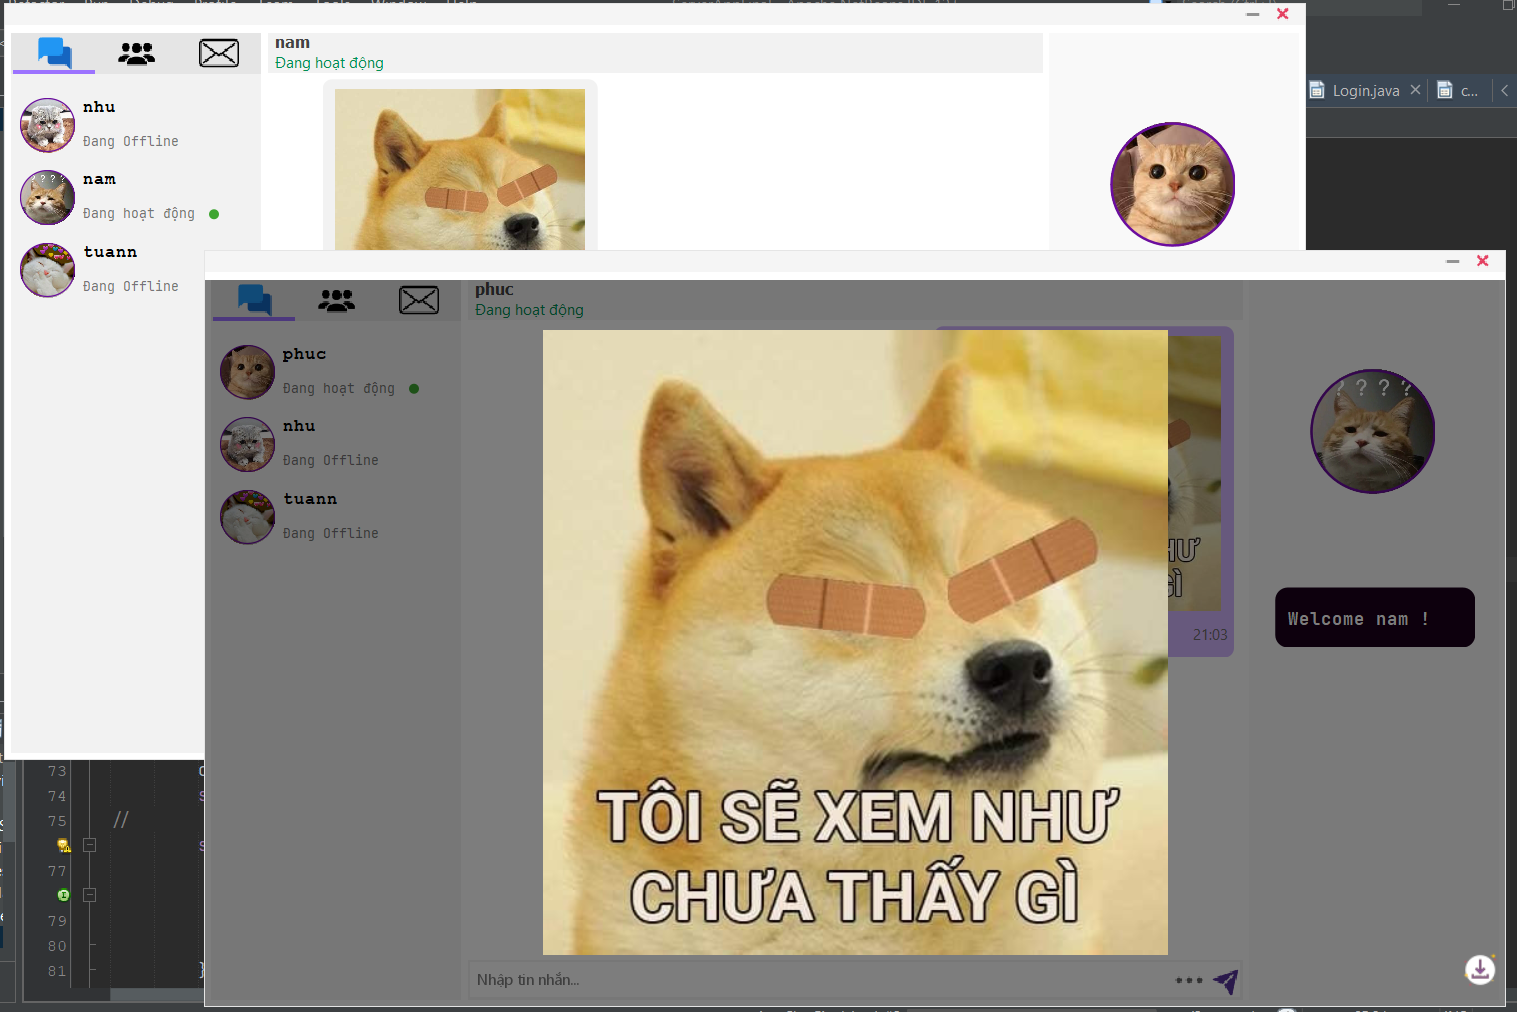 nam
Đang hoạt động
nhu
Đang Offline
nam
Đang hoạt động
tuann
Đang Offline
Login.java
c...
phuc
Đang hoạt động
phuc
Đang hoạt động
nhu
Đang Offline
tuann
Đang Offline
? ? ? ?
TÔI SẼ XEM NHƯ
CHƯA THẤY GÌ
21:03
Welcome nam !
Nhập tin nhắn...
73
74
75 //
77
79
80
81 }